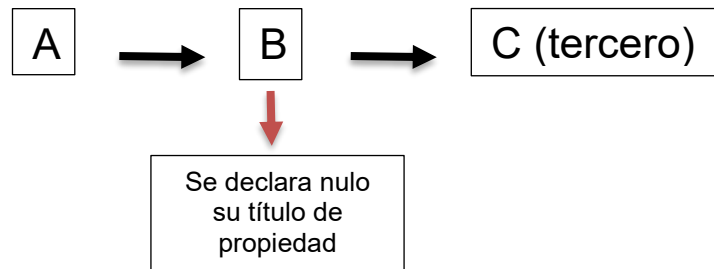 A
B
C (tercero)
Se declara nulo
su título de
propiedad